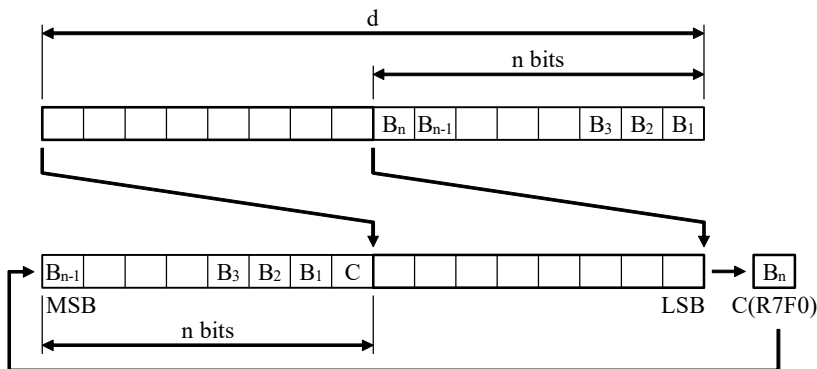 d
n bits
Bₙ Bₙ₋₁ B₃ B₂ B₁
Bₙ₋₁ B₃ B₂ B₁ C Bₙ
MSB LSB C(R7F0)
n bits